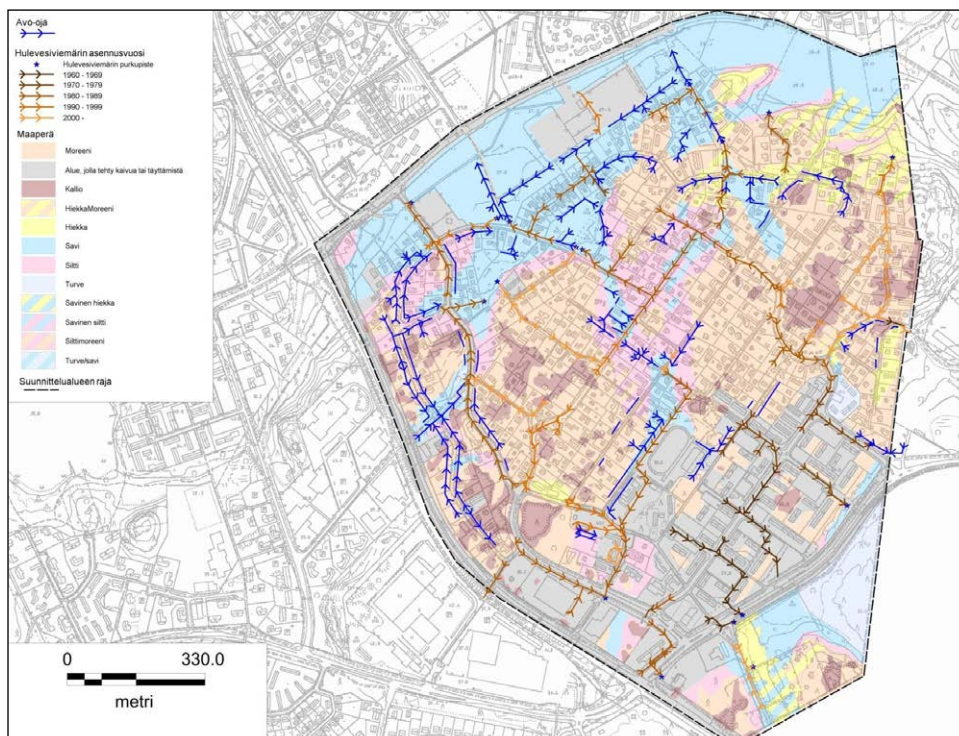 Avo-oja
Hulevesiviemärin asennusvuosi
Hulevesiviemärin purkupiste
1960 - 1969
1970 - 1979
1980 - 1989
1990 - 1999
2000 -
Maaperä
Moreeni
Alue, jolla tehty kaivua tai täyttämistä
Kallio
HiekkaMoreeni
Hiekka
Savi
Siltti
Turve
Savinen hiekka
Savinen siltti
Silttimoreeni
Turve/savi
Suunnittelualueen raja
0 330.0
metri